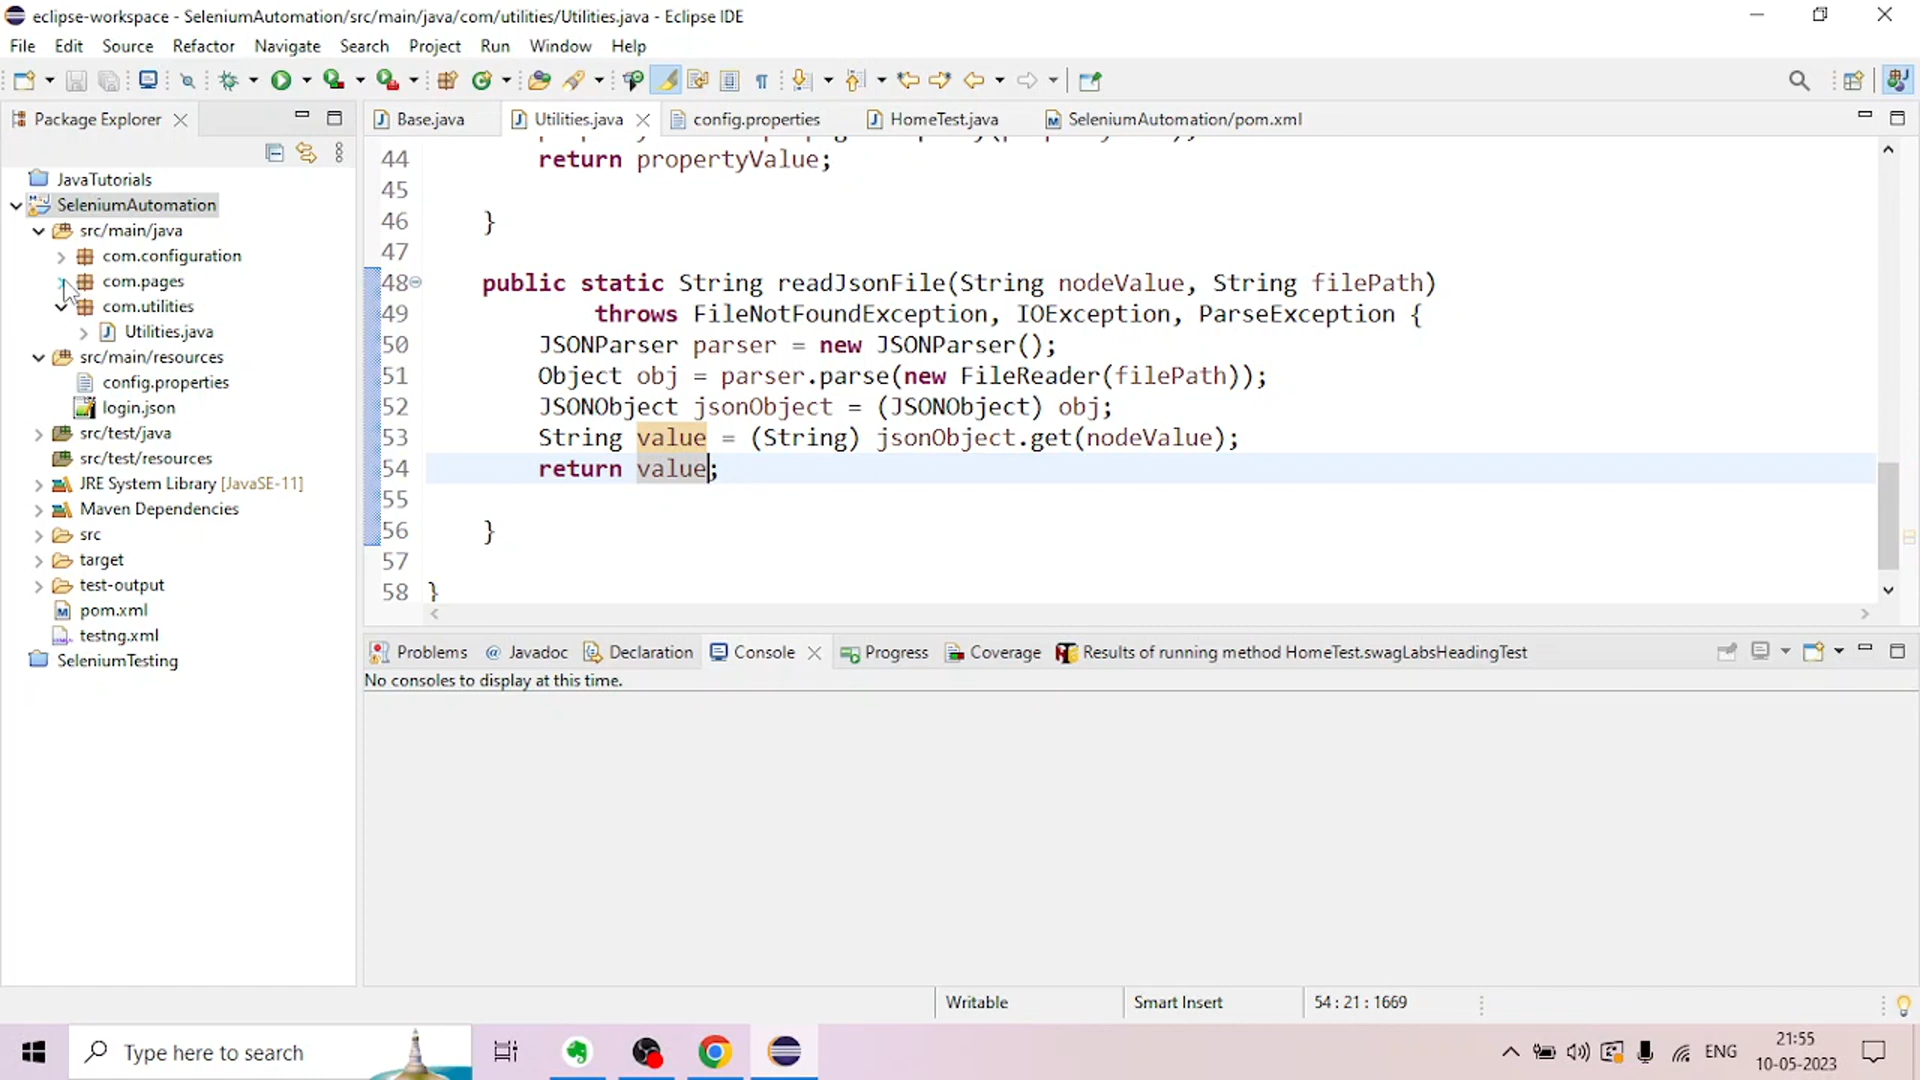 eclipse-workspace - SeleniumAutomation/src/main/java/com/utilities/Utilities.java - Eclipse IDE
File Edit Source Refactor Navigate Search Project Run Window Help
Package Explorer
Base.java Utilities.java config.properties HomeTest.java SeleniumAutomation/pom.xml
JavaTutorials
SeleniumAutomation
src/main/java
com.configuration
com.pages
com.utilities
Utilities.java
src/main/resources
config.properties
login.json
src/test/java
src/test/resources
JRE System Library [JavaSE-11]
Maven Dependencies
src
target
test-output
pom.xml
testng.xml
SeleniumTesting
44 return propertyValue;
45
46 }
47
48 public static String readJsonFile(String nodeValue, String filePath)
49 throws FileNotFoundException, IOException, ParseException {
50 JSONParser parser = new JSONParser();
51 Object obj = parser.parse(new FileReader(filePath));
52 JSONObject jsonObject = (JSONObject) obj;
53 String value = (String) jsonObject.get(nodeValue);
54 return value;
55
56 }
57
58 }
Problems @ Javadoc Declaration Console Progress Coverage Results of running method HomeTest.swagLabsHeadingTest
No consoles to display at this time.
Writable Smart Insert 54 : 21 : 1669
Type here to search
ENG
21:55
10-05-2023